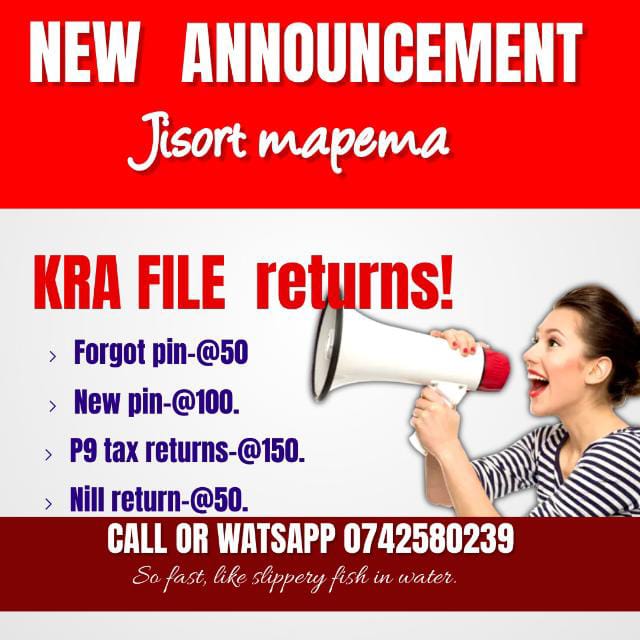 NEW ANNOUNCEMENT
Jisort mapema
KRA FILE returns!
Forgot pin-@50
New pin-@100.
P9 tax returns-@150.
Nill return-@50.
CALL OR WATSAPP 0742580239
So fast, like slippery fish in water.